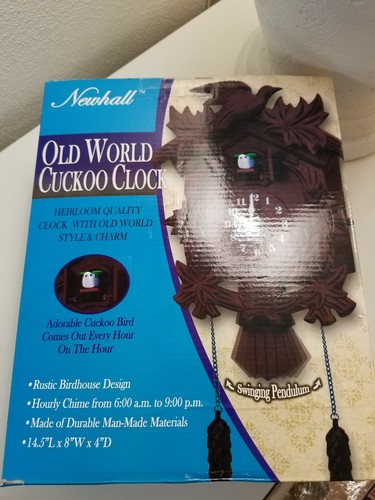 Newhall™
OLD WORLD
CUCKOO CLOCK
HEIRLOOM QUALITY
CLOCK WITH OLD WORLD
STYLE & CHARM
Adorable Cuckoo Bird
Comes Out Every Hour
On The Hour
Swinging Pendulum
• Rustic Birdhouse Design
• Hourly Chime from 6:00 a.m. to 9:00 p.m.
• Made of Durable Man-Made Materials
• 14.5"L x 8"W x 4"D